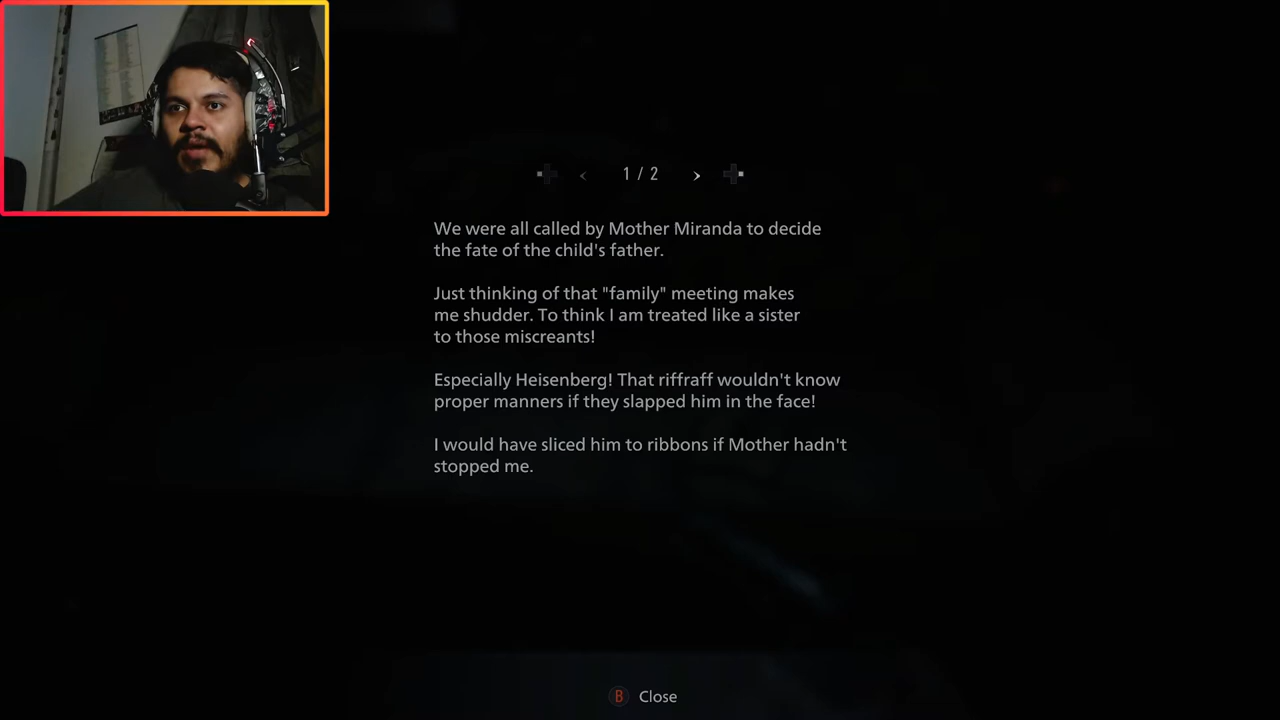 1 / 2
We were all called by Mother Miranda to decide
the fate of the child's father.
Just thinking of that "family" meeting makes
me shudder. To think I am treated like a sister
to those miscreants!
Especially Heisenberg! That riffraff wouldn't know
proper manners if they slapped him in the face!
I would have sliced him to ribbons if Mother hadn't
stopped me.
B Close